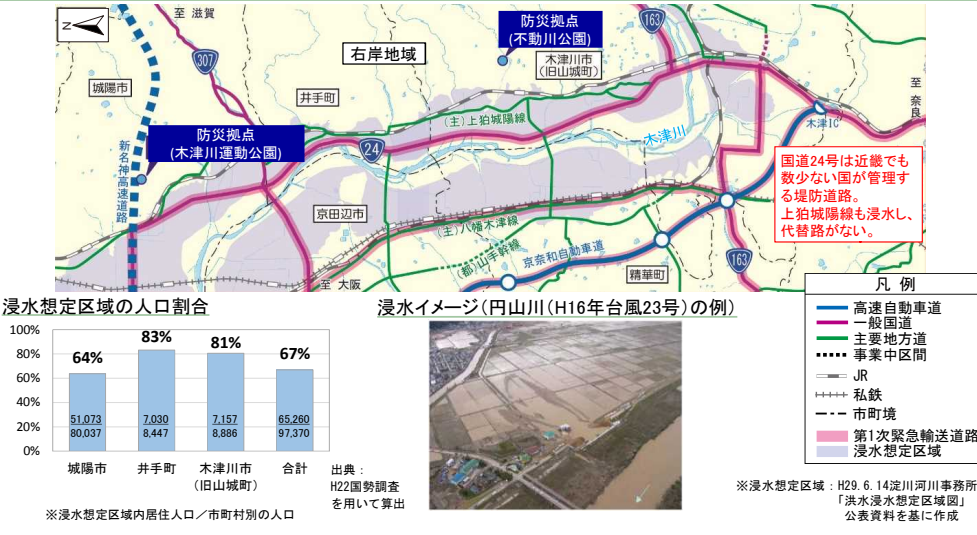 N
至 滋賀
307
城陽市
新名神高速道路
防災拠点
(木津川運動公園)
井手町
右岸地域
防災拠点
(不動川公園)
163
木津川市
(旧山城町)
(主)上狛城陽線
24
木津川
至 奈良
木津IC
国道24号は近畿でも
数少ない国が管理す
る堤防道路。
上狛城陽線も浸水し、
代替路がない。
京田辺市
(主)八幡木津線
(都)山手幹線
京奈和自動車道
精華町
163
至 大阪
浸水想定区域の人口割合
100%
80%
60%
40%
20%
0%
64%
83%
81%
67%
51,073
80,037
7,030
8,447
7,157
8,886
65,260
97,370
城陽市
井手町
木津川市
(旧山城町)
合計
出典:
H22国勢調査
を用いて算出
※浸水想定区域内居住人口/市町村別の人口
浸水イメージ(円山川(H16年台風23号)の例)
凡 例
高速自動車道
一般国道
主要地方道
事業中区間
JR
私鉄
市町境
第1次緊急輸送道路
浸水想定区域
※浸水想定区域:H29.6.14淀川河川事務所
「洪水浸水想定区域図」
公表資料を基に作成